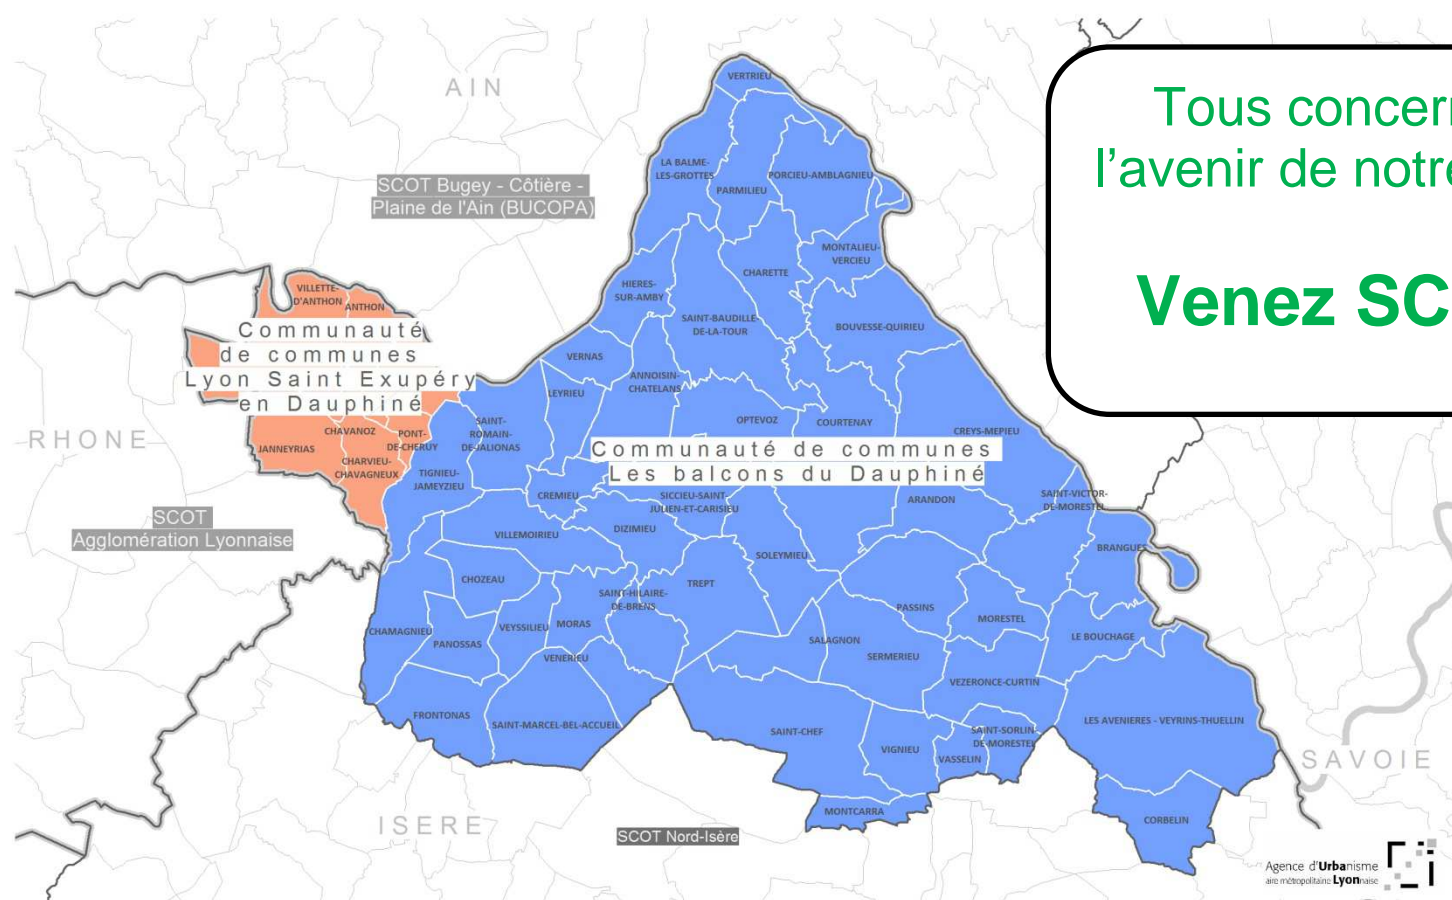 AIN
VERTRIEU
Tous concer
l'avenir de notre
Venez SC
LA BALME-
LES-GROTTES
PARMILIEU
PORCIEU-AMBLAGNIEU
SCOT Bugey - Côtière -
Plaine de l'Ain (BUCOPA)
MONTALIEU-
VERCIEU
CHARETTE
HIERES-
SUR-AMBY
VILLETTE-
D'ANTHON
ANTHON
SAINT-BAUDILLE-
DE-LA-TOUR
BOUVESSE-QUIRIEU
Communauté
de communes
Lyon Saint Exupéry
en Dauphiné
VERNAS
LEYRIEU
ANNOISIN-
CHATELANS
OPTEVOZ
COURTENAY
CREYS-MEPIEU
SAINT-
ROMAIN-
DE-JALIONAS
RHONE
JANNEYRIAS
CHAVANOZ
PONT-
DE-CHERUY
CHARVIEU-
CHAVAGNEUX
TIGNIEU-
JAMEYZIEU
Communauté de communes
Les balcons du Dauphiné
CREMIEU
SICCIEU-SAINT-
JULIEN-ET-CARISIEU
ARANDON
SAINT-VICTOR-
DE-MORESTEL
SCOT
Agglomération Lyonnaise
VILLEMOIRIEU
DIZIMIEU
SOLEYMIEU
BRANGUES
CHOZEAU
SAINT-HILAIRE-
DE-BRENS
TREPT
PASSINS
MORESTEL
CHAMAGNIEU
PANOSSAS
VEYSSILIEU
MORAS
VENERIEU
SALAGNON
SERMERIEU
LE BOUCHAGE
VEZERONCE-CURTIN
FRONTONAS
SAINT-MARCEL-BEL-ACCUEIL
SAINT-CHEF
VIGNIEU
VASSELIN
SAINT-SORLIN-
DE-MORESTEL
LES AVENIERES - VEYRINS-THUELLIN
SAVOIE
MONTCARRA
CORBELIN
ISERE
SCOT Nord-Isère
Agence d'Urbanisme
aire métropolitaine Lyonnaise